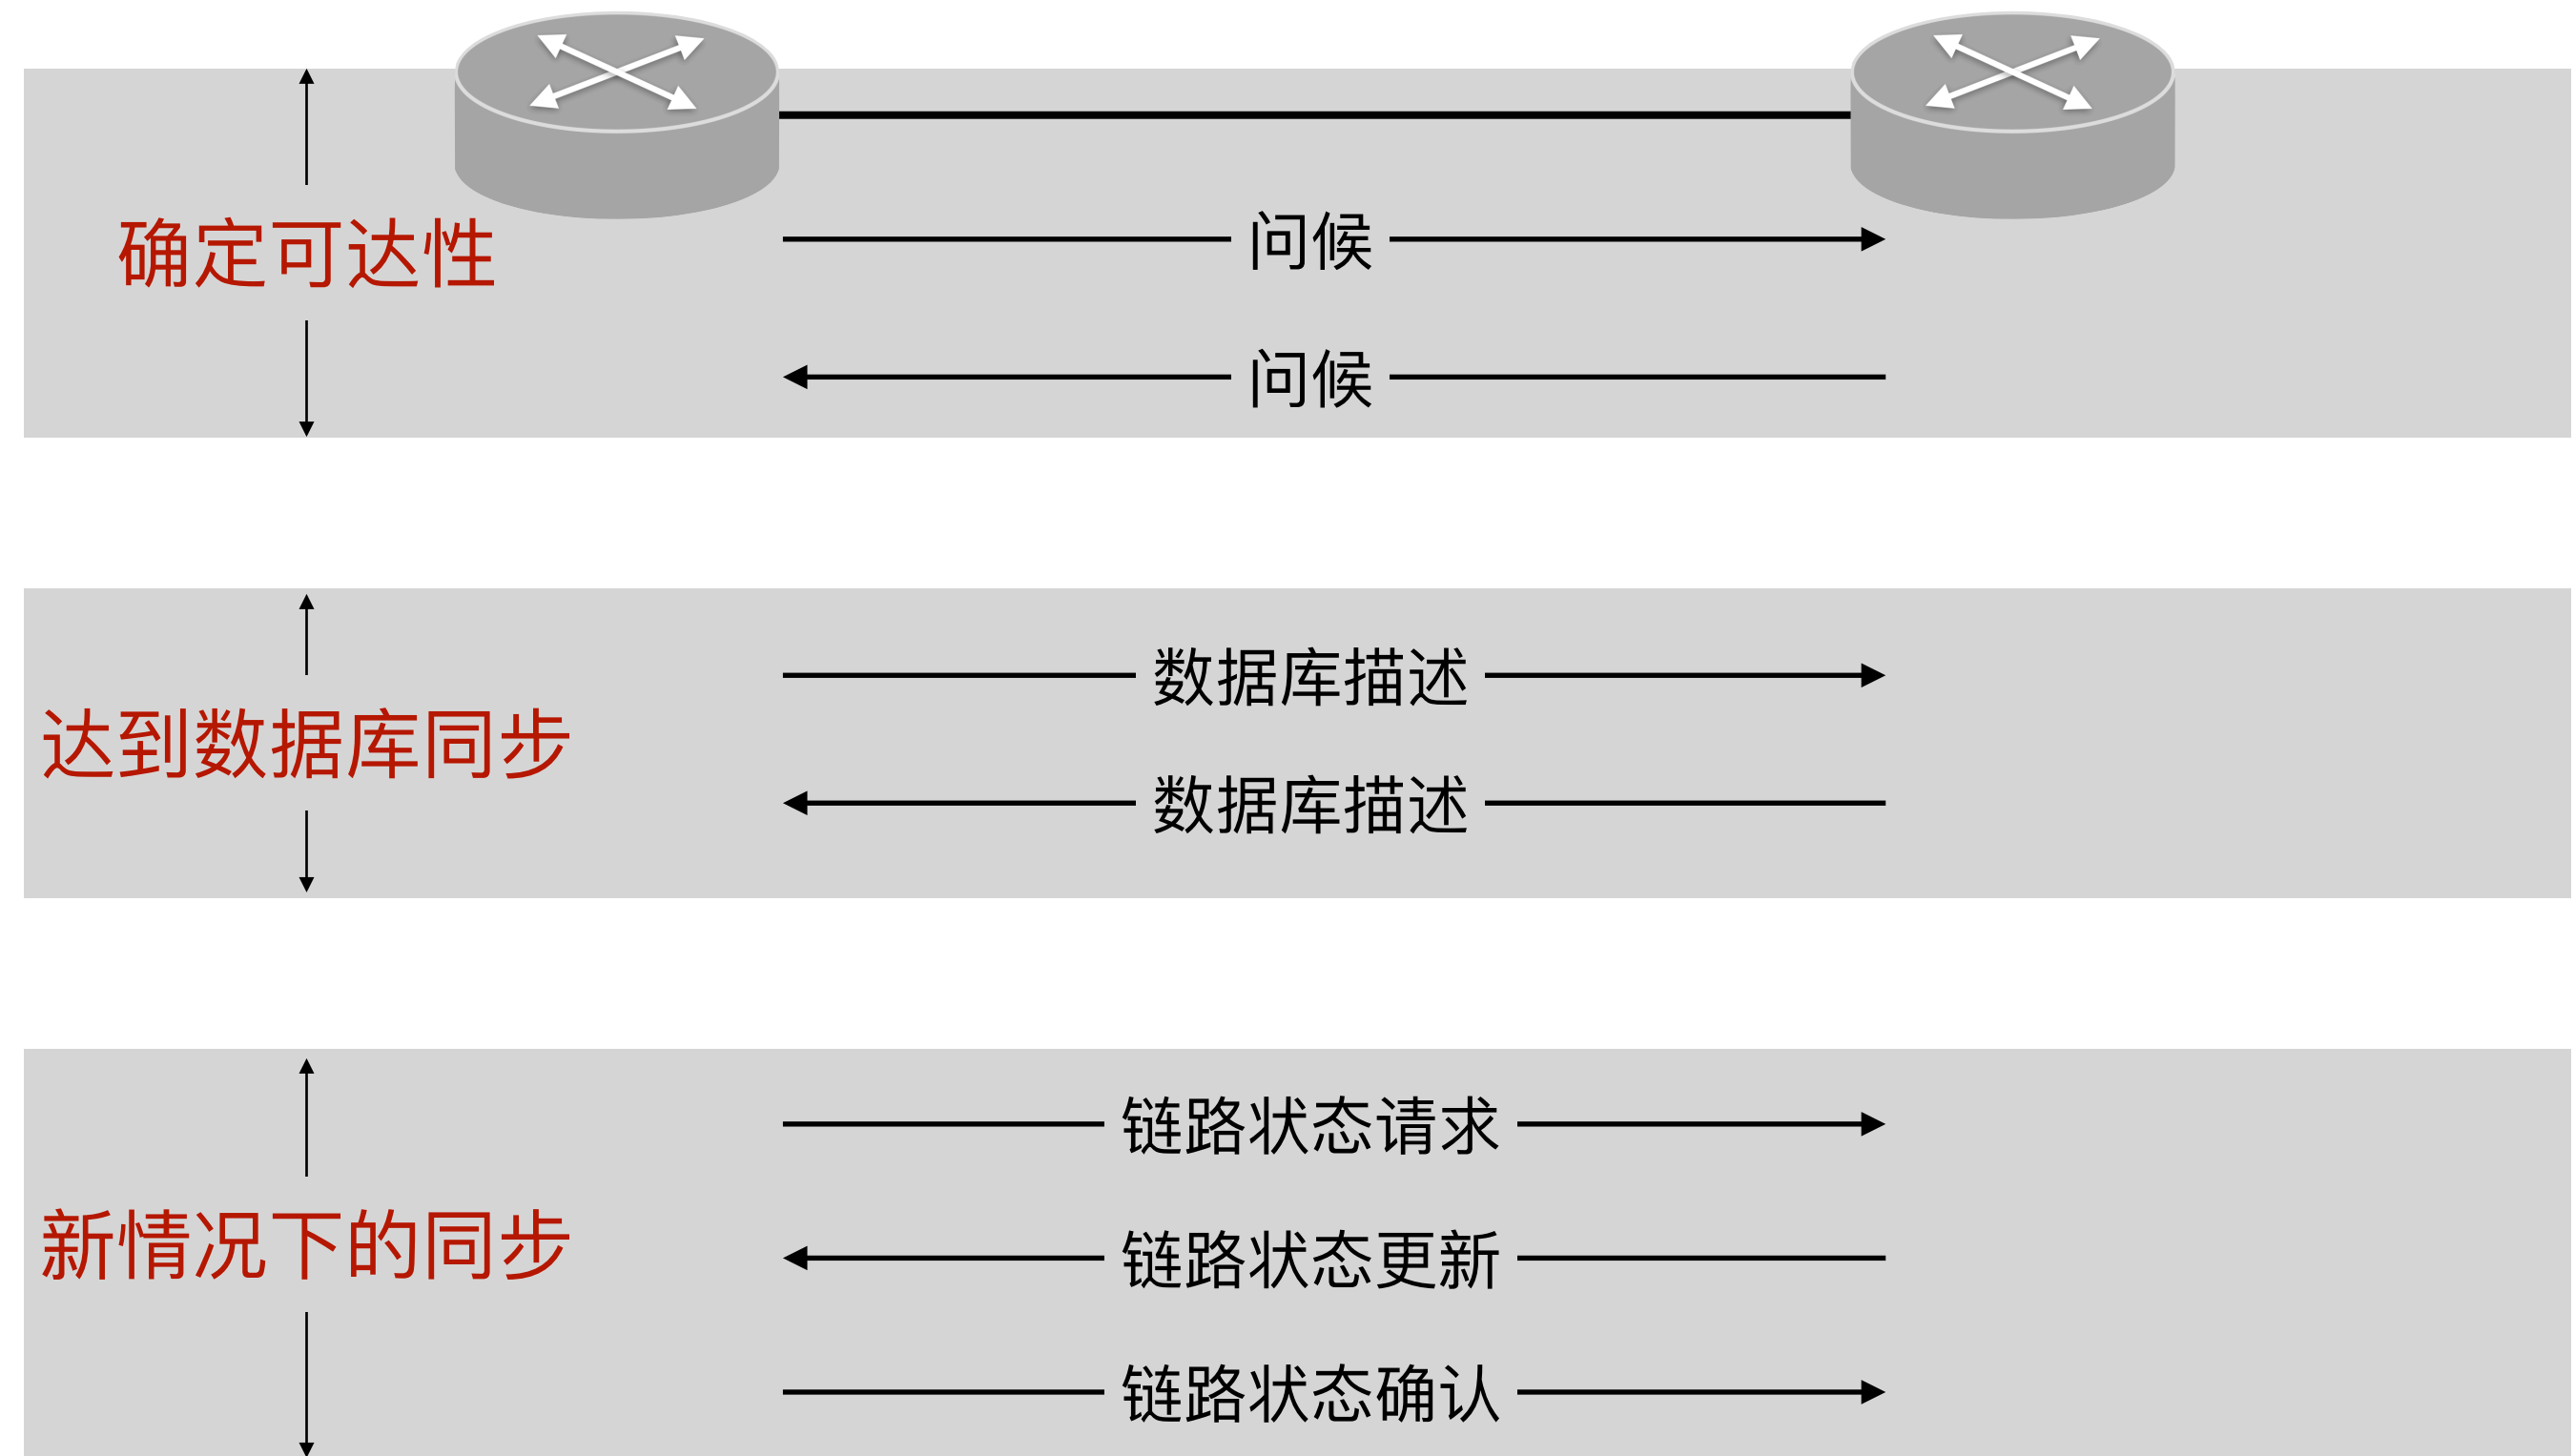 问候
确定可达性
问候
数据库描述
达到数据库同步
数据库描述
链路状态请求
新情况下的同步
链路状态更新
链路状态确认